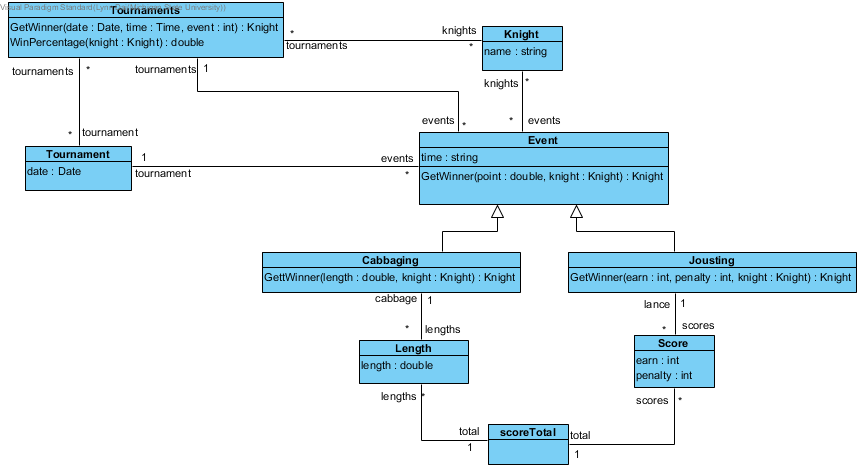 Visual Paradigm Standard
Tournaments
GetWinner(date : Date, time : Time, event : int) : Knight
WinPercentage(knight : Knight) : double
knights
*
tournaments
*
Knight
name : string
tournaments
*
tournaments
1
knights
*
*
tournament
events
*
*
events
Tournament
date : Date
1
tournament
events
*
Event
time : string
GetWinner(point : double, knight : Knight) : Knight
Cabbaging
GettWinner(length : double, knight : Knight) : Knight
Jousting
GetWinner(earn : int, penalty : int, knight : Knight) : Knight
cabbage
1
lance
1
*
lengths
*
scores
Length
length : double
Score
earn : int
penalty : int
lengths
*
scores
*
total
1
scoreTotal
total
1